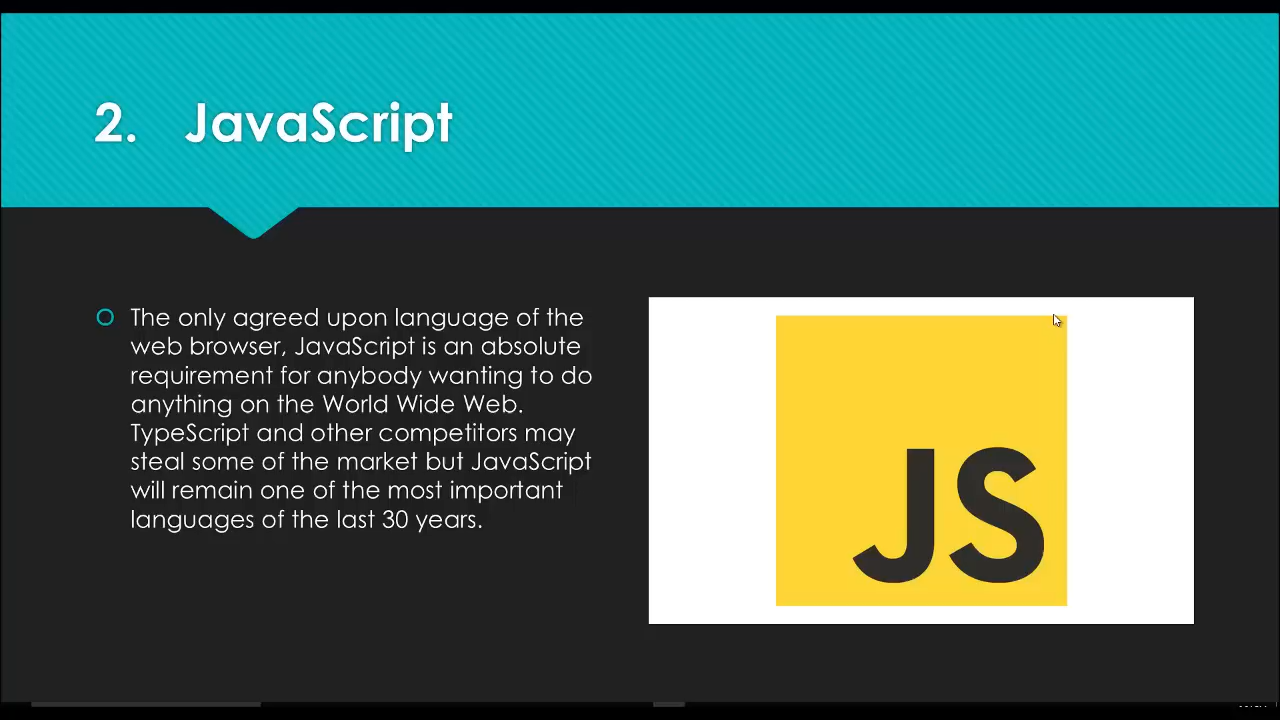 2. JavaScript
The only agreed upon language of the
web browser, JavaScript is an absolute
requirement for anybody wanting to do
anything on the World Wide Web.
TypeScript and other competitors may
steal some of the market but JavaScript
will remain one of the most important
languages of the last 30 years.
JS